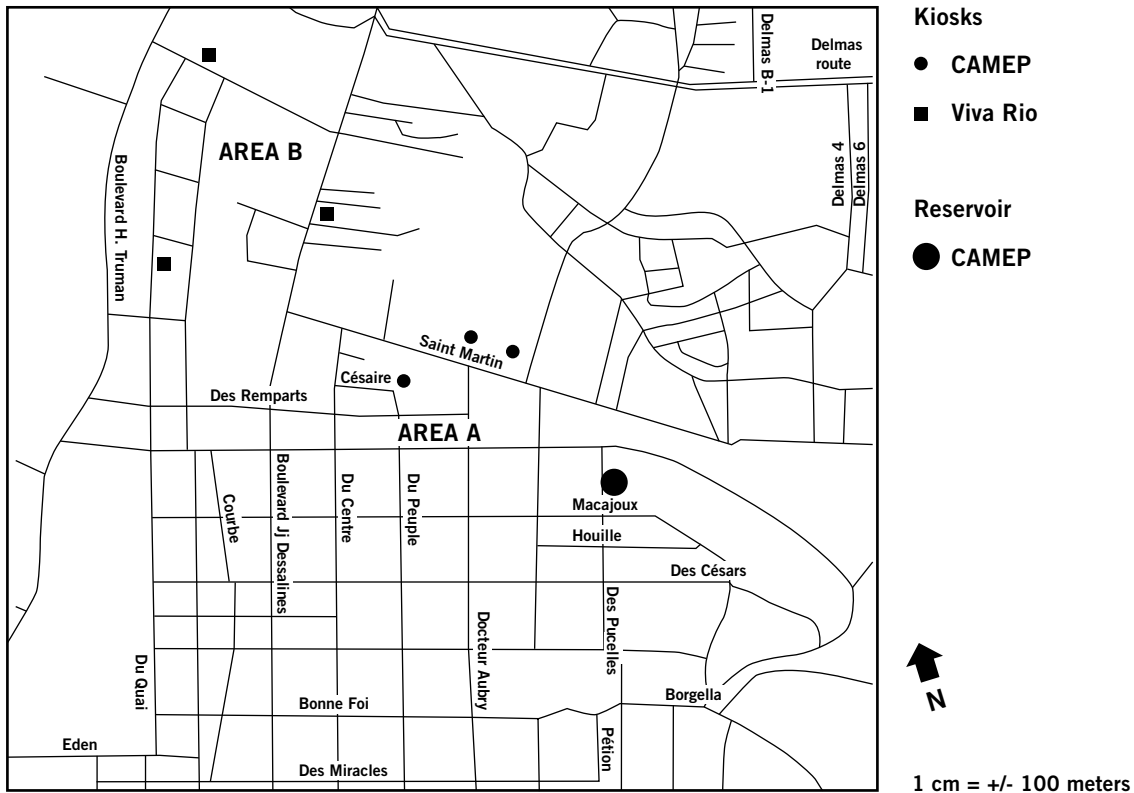 Kiosks
CAMEP
Viva Rio
Reservoir
CAMEP
Delmas B-1
Delmas
route
AREA B
Boulevard H. Truman
Delmas 4
Delmas 6
Saint Martin
Césaire
Des Remparts
AREA A
Courbe
Boulevard Jj Dessalines
Du Centre
Du Peuple
Macajoux
Houille
Des Césars
Des Pucelles
Docteur Aubry
Du Quai
Borgella
Bonne Foi
Pétion
Eden
Des Miracles
N
1 cm = +/- 100 meters